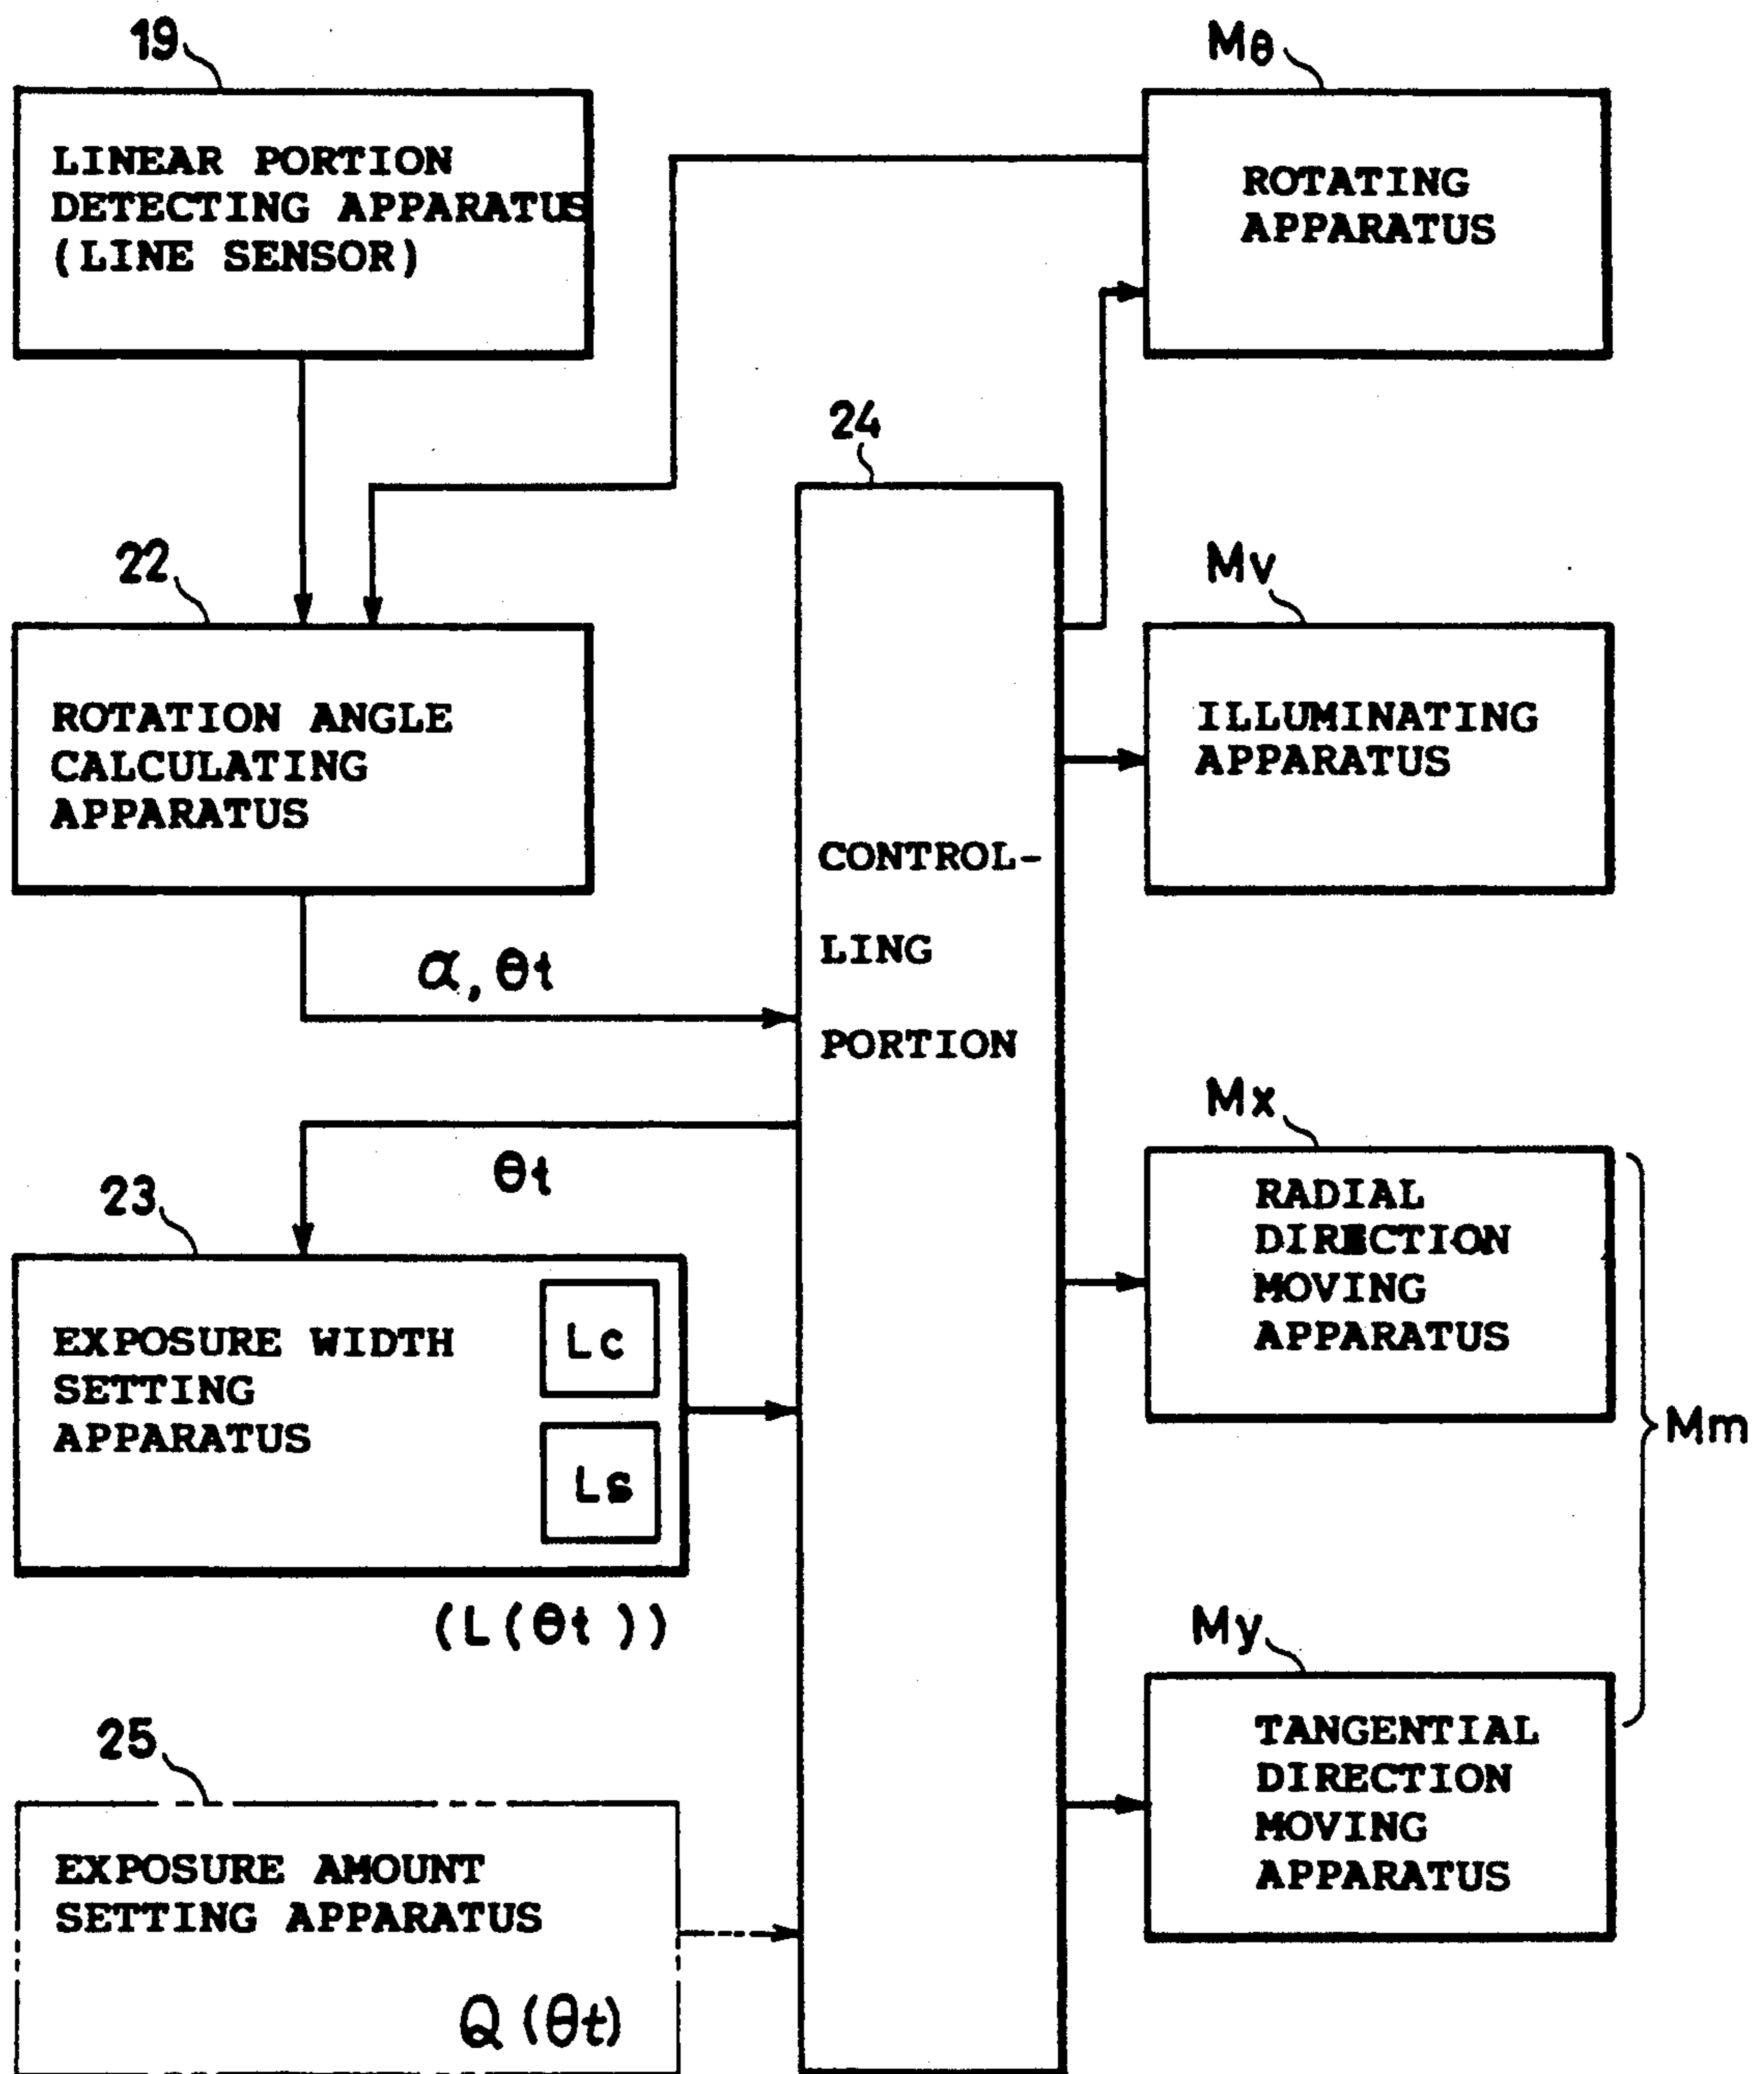 19
LINEAR PORTION
DETECTING APPARATUS
(LINE SENSOR)
Mθ
ROTATING
APPARATUS
24
CONTROL-
LING
PORTION
22
ROTATION ANGLE
CALCULATING
APPARATUS
α, θt
Mv
ILLUMINATING
APPARATUS
θt
23
EXPOSURE WIDTH
SETTING
APPARATUS
Lc
Ls
(L(θt))
Mx
RADIAL
DIRECTION
MOVING
APPARATUS
Mm
My
TANGENTIAL
DIRECTION
MOVING
APPARATUS
25
EXPOSURE AMOUNT
SETTING APPARATUS
Q(θt)